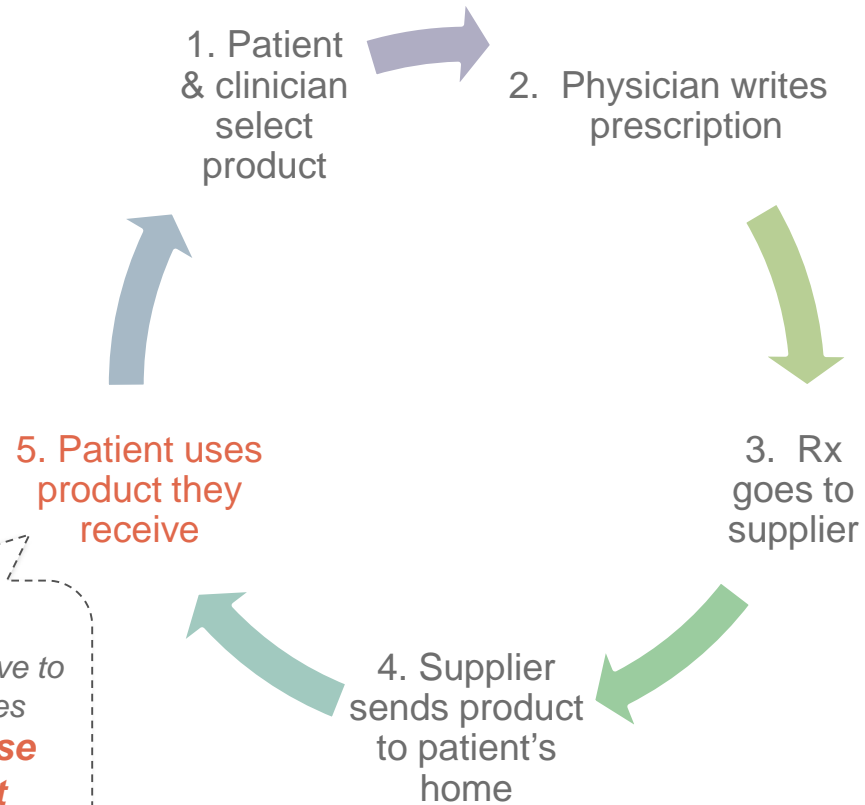 1. Patient
& clinician
select
product
2. Physician writes
prescription
3. Rx
goes to
supplier
4. Supplier
sends product
to patient's
home
5. Patient uses
product they
receive
to